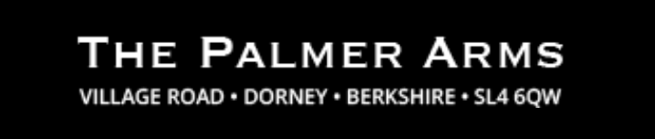 THE PALMER ARMS
VILLAGE ROAD • DORNEY • BERKSHIRE • SL4 6QW